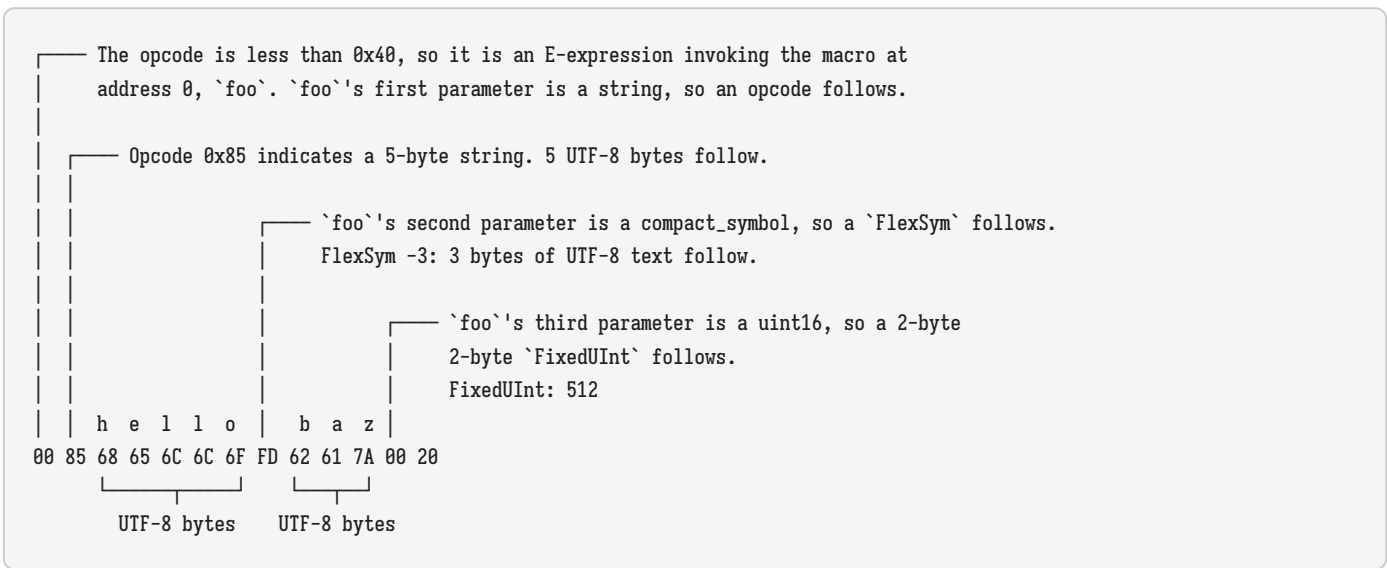 The opcode is less than 0x40, so it is an E-expression invoking the macro at
address 0, `foo`. `foo`'s first parameter is a string, so an opcode follows.
Opcode 0x85 indicates a 5-byte string. 5 UTF-8 bytes follow.
`foo`'s second parameter is a compact_symbol, so a `FlexSym` follows.
FlexSym -3: 3 bytes of UTF-8 text follow.
`foo`'s third parameter is a uint16, so a 2-byte
2-byte `FixedUInt` follows.
FixedUInt: 512
h e l l o b a z
00 85 68 65 6C 6C 6F FD 62 61 7A 00 20
UTF-8 bytes UTF-8 bytes